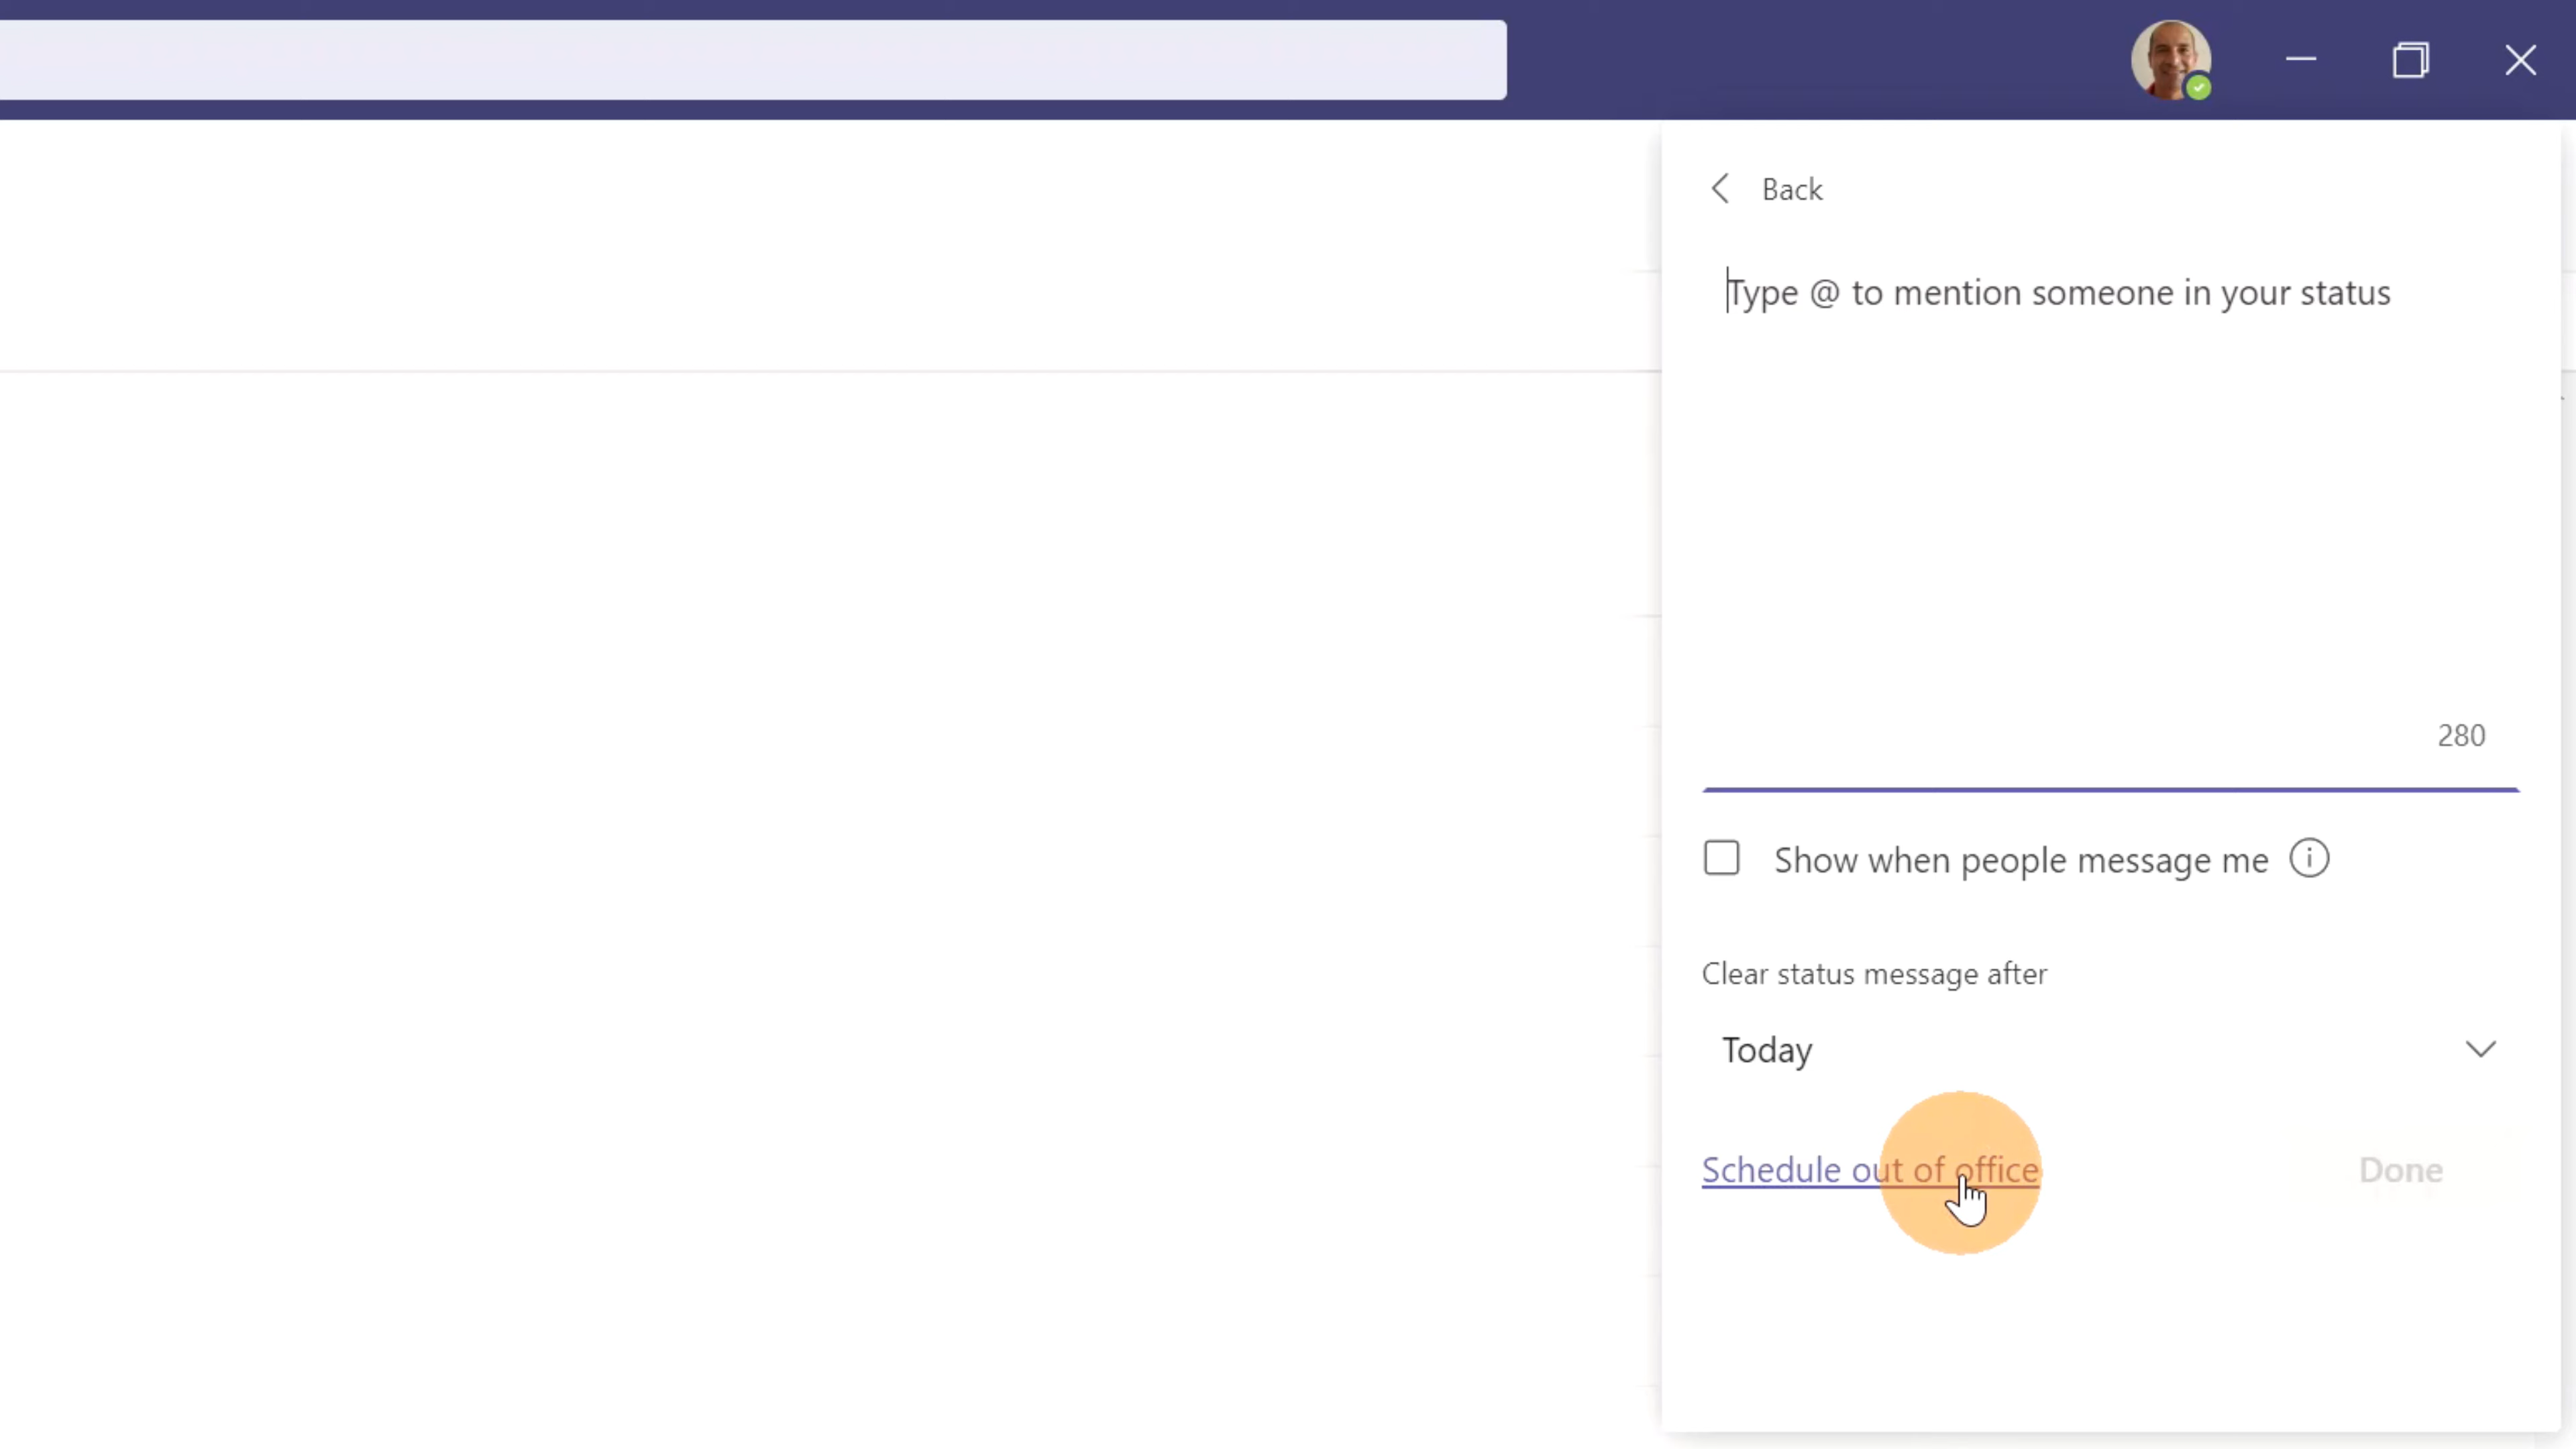 Back
Type @ to mention someone in your status
280
Show when people message me
Clear status message after
Today
Schedule out of office
Done